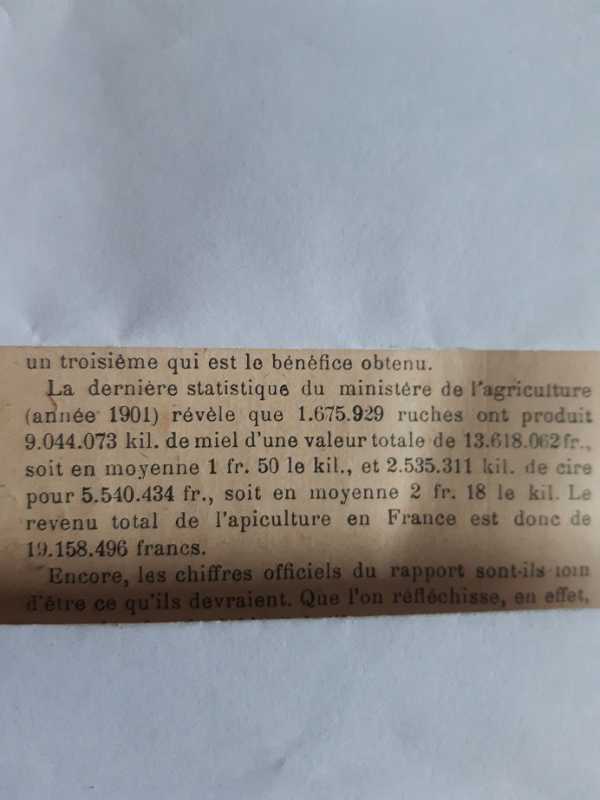 un troisième qui est le bénéfice obtenu.
La dernière statistique du ministére de l'agriculture
(année 1901) révèle que 1.675.929 ruches ont produit
9.044.073 kil. de miel d'une valeur totale de 13.618.062 fr.,
soit en moyenne 1 fr. 50 le kil., et 2.535.311 kil. de cire
pour 5.540.434 fr., soit en moyenne 2 fr. 18 le kil. Le
revenu total de l'apiculture en France est donc de
19.158.496 francs.
Encore, les chiffres officiels du rapport sont-ils loin
d'être ce qu'ils devraient. Que l'on réfléchisse, en effet,